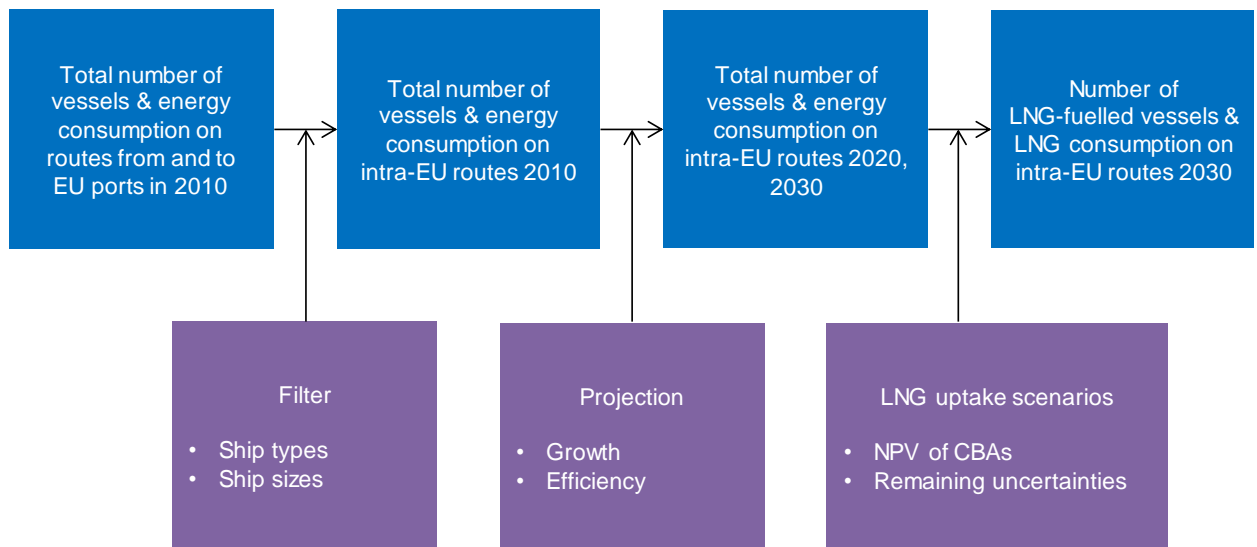 Total number of
vessels & energy
consumption on
routes from and to
EU ports in 2010
Total number of
vessels & energy
consumption on
intra-EU routes 2010
Total number of
vessels & energy
consumption on
intra-EU routes 2020,
2030
Number of
LNG-fuelled vessels &
LNG consumption on
intra-EU routes 2030
Filter
• Ship types
• Ship sizes
Projection
• Growth
• Efficiency
LNG uptake scenarios
• NPV of CBAs
• Remaining uncertainties